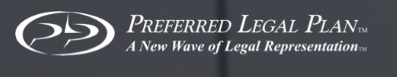 PREFERRED LEGAL PLAN™
A New Wave of Legal Representation™